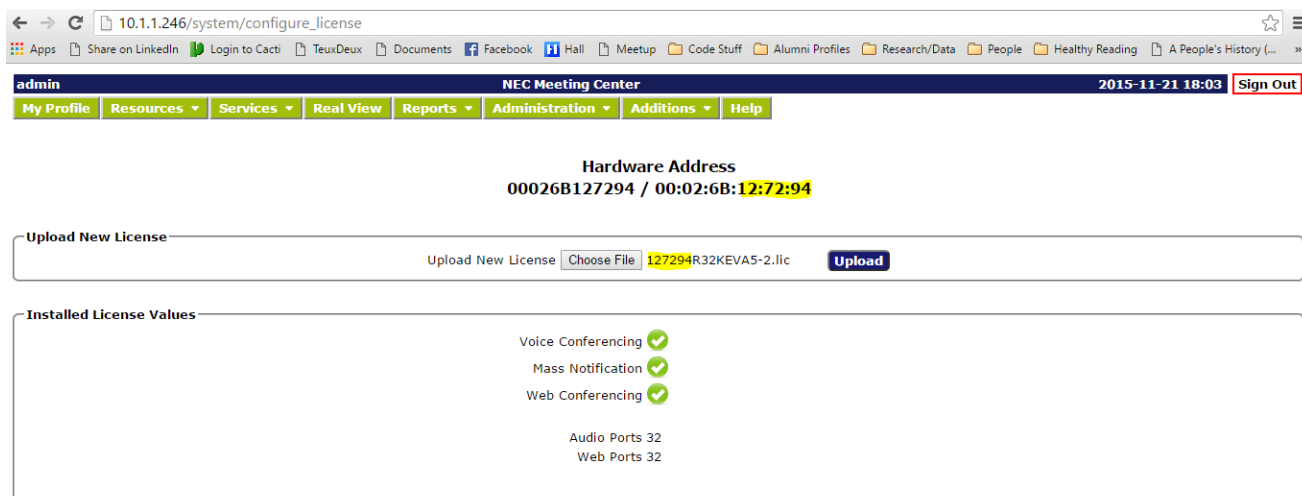 10.1.1.246/system/configure_license
Apps Share on LinkedIn Login to Cacti TeuxDeux Documents Facebook Hall Meetup Code Stuff Alumni Profiles Research/Data People Healthy Reading A People's History (... »
admin NEC Meeting Center 2015-11-21 18:03 Sign Out
My Profile Resources Services Real View Reports Administration Additions Help
Hardware Address
00026B127294 / 00:02:6B:12:72:94
Upload New License
Upload New License Choose File 127294R32KEVA5-2.lic Upload
Installed License Values
Voice Conferencing
Mass Notification
Web Conferencing
Audio Ports 32
Web Ports 32